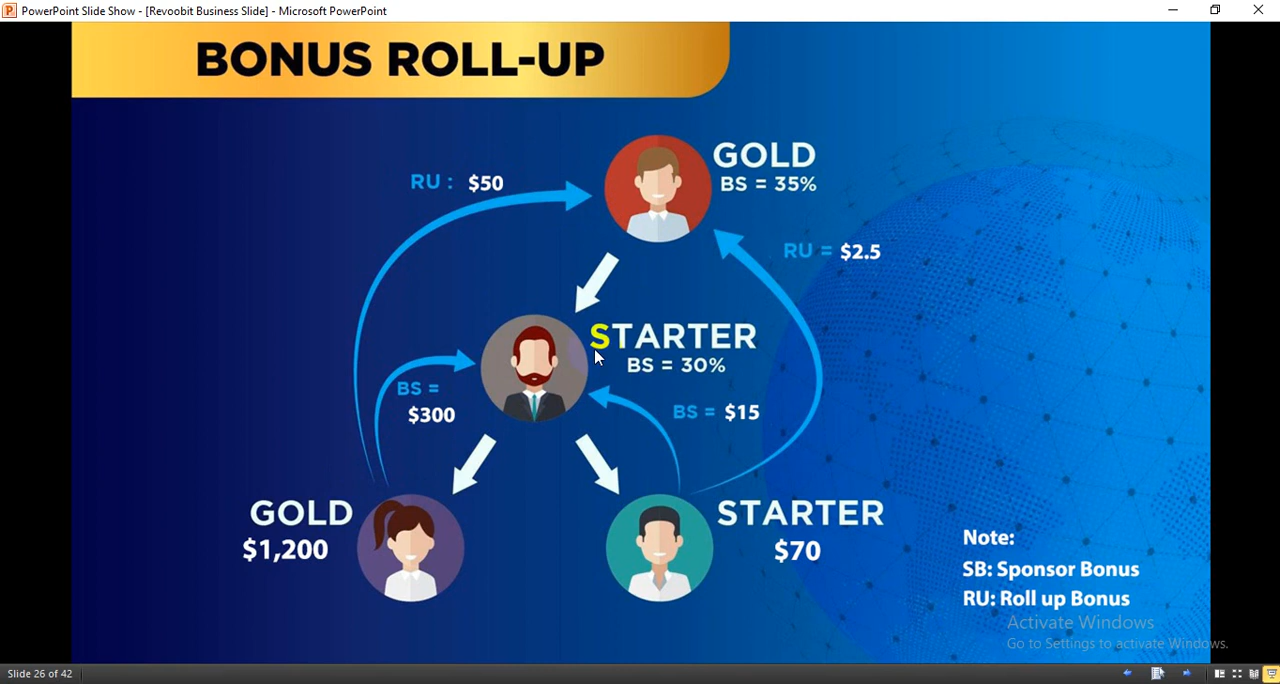 PowerPoint Slide Show - [Revoobit Business Slide] - Microsoft PowerPoint
BONUS ROLL-UP
GOLD
BS = 35%
RU : $50
RU = $2.5
STARTER
BS = 30%
BS =
$300
BS = $15
GOLD
$1,200
STARTER
$70
Note:
SB: Sponsor Bonus
RU: Roll up Bonus
Activate Windows
Go to Settings to activate Windows.
Slide 26 of 42